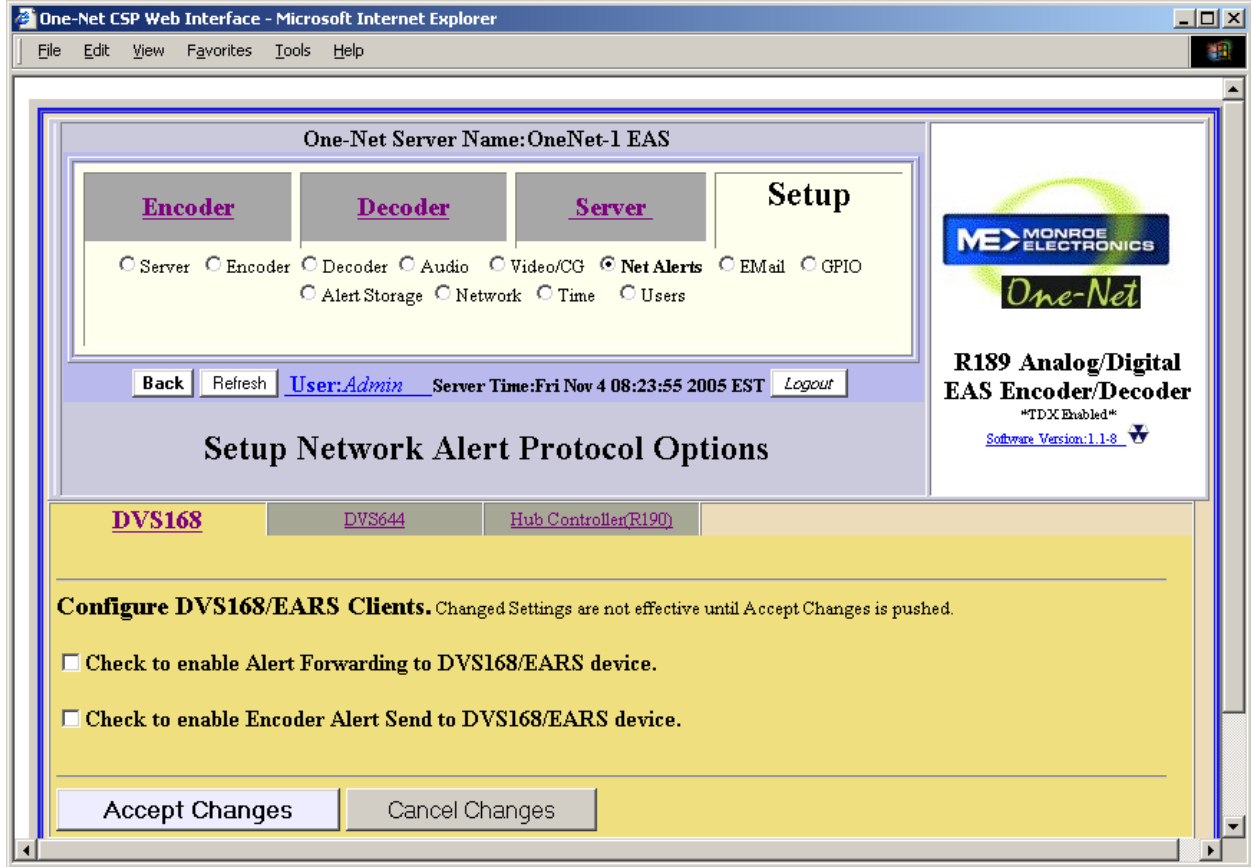 One-Net CSP Web Interface - Microsoft Internet Explorer
File Edit View Favorites Tools Help
One-Net Server Name:OneNet-1 EAS
Encoder Decoder Server Setup
Server Encoder Decoder Audio Video/CG Net Alerts EMail GPIO
Alert Storage Network Time Users
Back Refresh User:Admin Server Time:Fri Nov 4 08:23:55 2005 EST Logout
Setup Network Alert Protocol Options
ME MONROE
ELECTRONICS
One-Net
R189 Analog/Digital
EAS Encoder/Decoder
*TDX Enabled*
Software Version:1.1-8
DVS168 DVS644 Hub Controller(R190)
Configure DVS168/EARS Clients. Changed Settings are not effective until Accept Changes is pushed.
Check to enable Alert Forwarding to DVS168/EARS device.
Check to enable Encoder Alert Send to DVS168/EARS device.
Accept Changes Cancel Changes